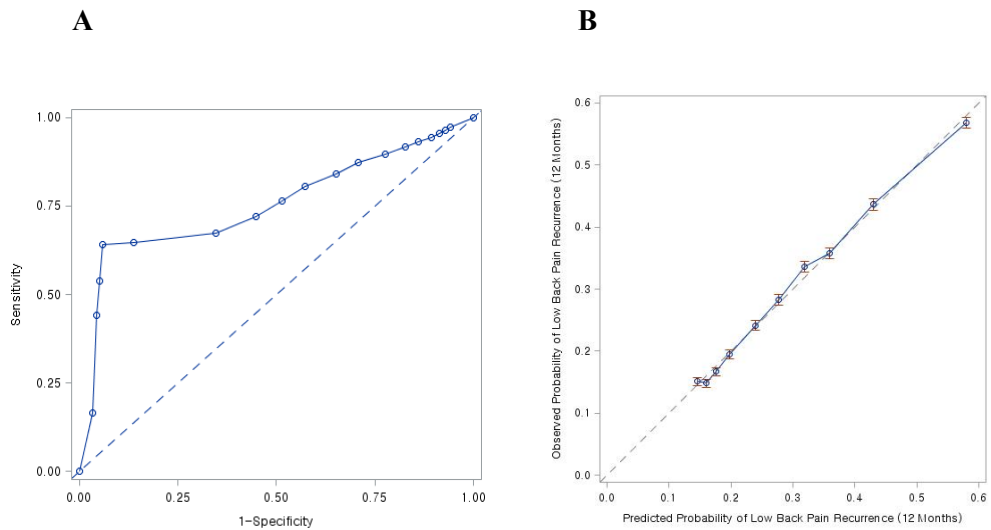 A
B
1.00
0.75
0.50
0.25
0.00
Sensitivity
0.00 0.25 0.50 0.75 1.00
1-Specificity
0.6
0.5
0.4
0.3
0.2
0.1
0.0
Observed Probability of Low Back Pain Recurrence (12 Months)
0.0 0.1 0.2 0.3 0.4 0.5 0.6
Predicted Probability of Low Back Pain Recurrence (12 Months)